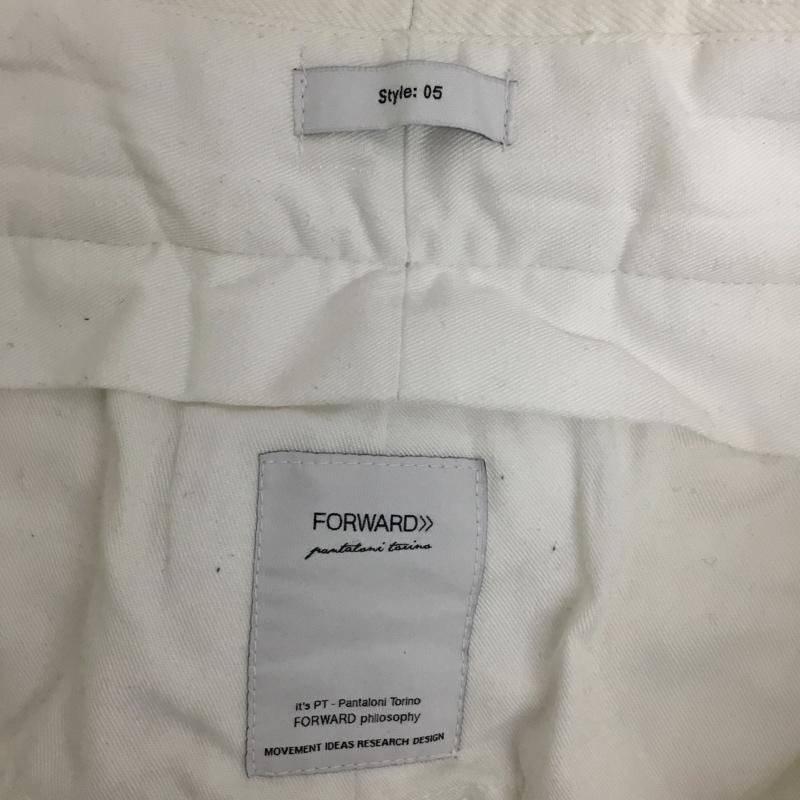 Style: 05
FORWARD»
pantaloni torino
it's PT - Pantaloni Torino
FORWARD philosophy
MOVEMENT IDEAS RESEARCH DESIGN